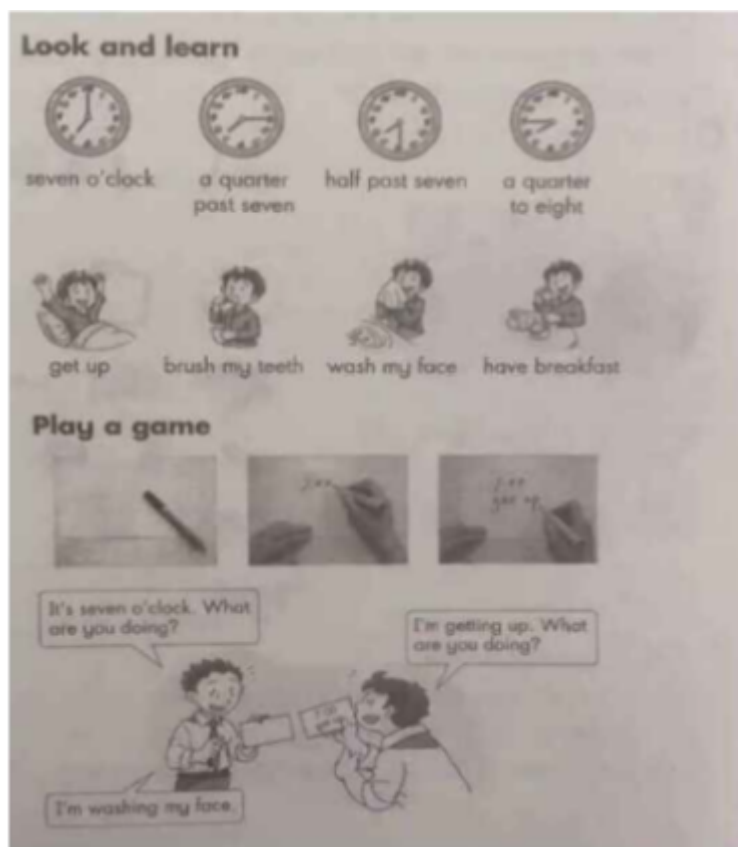 Look and learn
seven o'clock
a quarter
past seven
half past seven
a quarter
to eight
get up
brush my teeth
wash my face
have breakfast
Play a game
get up
It's seven o'clock. What
are you doing?
I'm getting up. What
are you doing?
I'm washing my face.